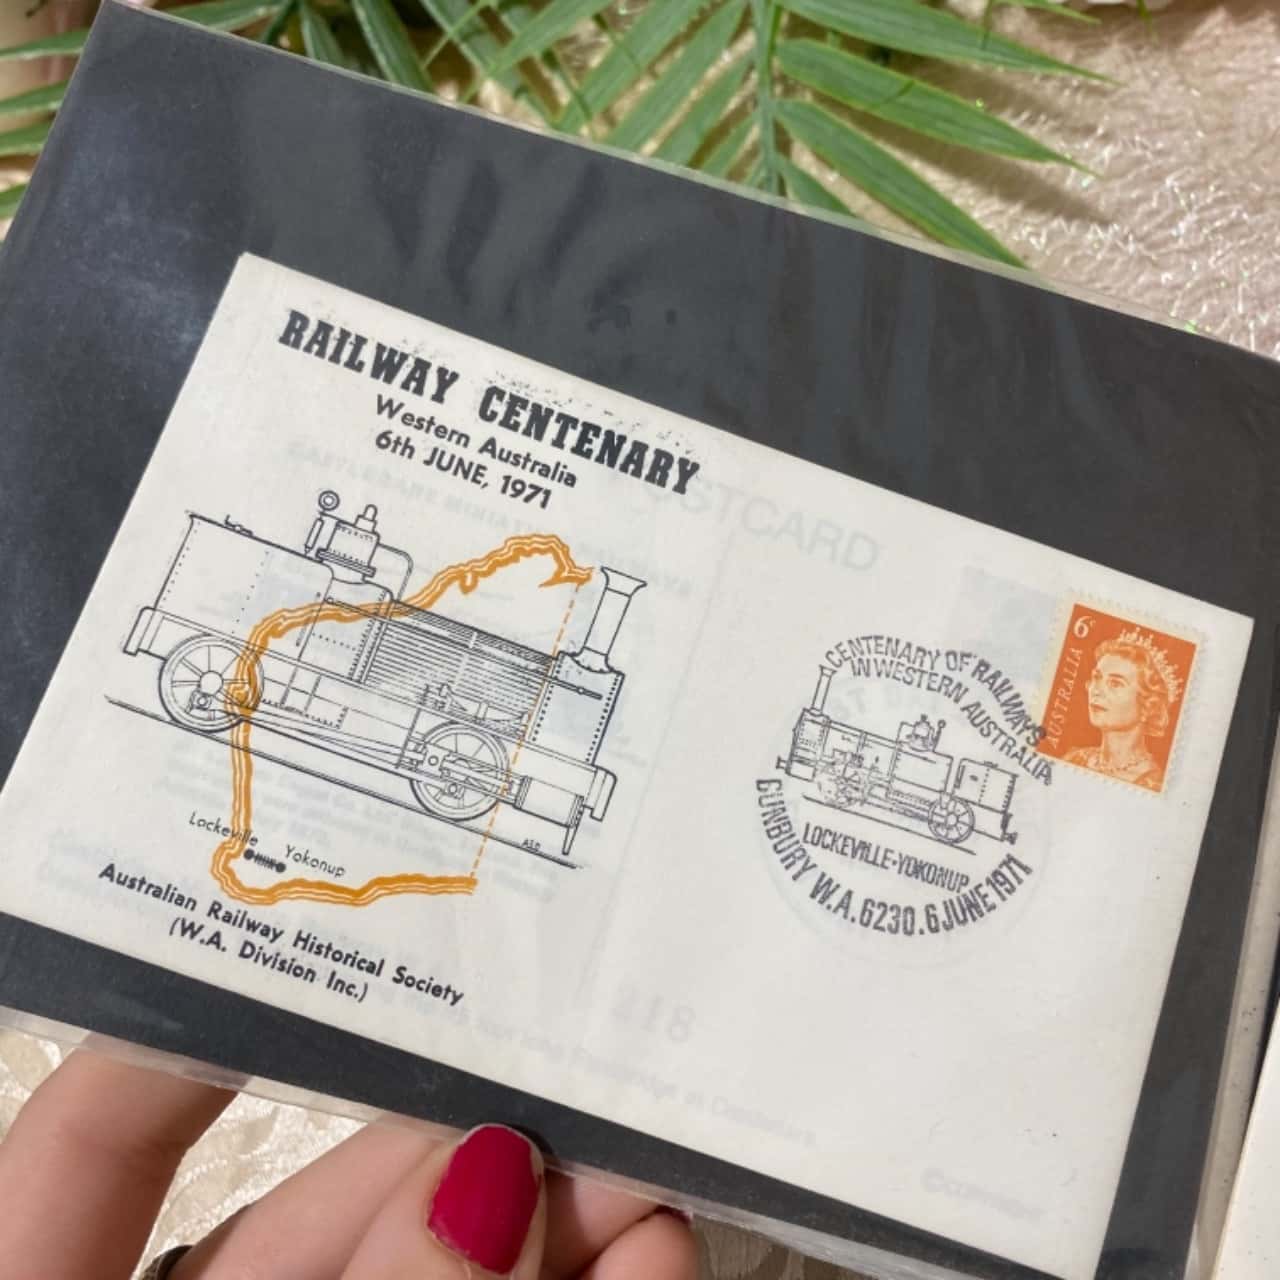 RAILWAY CENTENARY
Western Australia
6th JUNE, 1971
Lockeville Yokonup
A.S.D
Australian Railway Historical Society
(W.A. Division Inc.)
6c
AUSTRALIA
CENTENARY OF RAILWAYS
IN WESTERN AUSTRALIA
LOCKEVILLE-YOKONUP
BUNBURY W.A. 6230. 6 JUNE 1971
POSTCARD
218